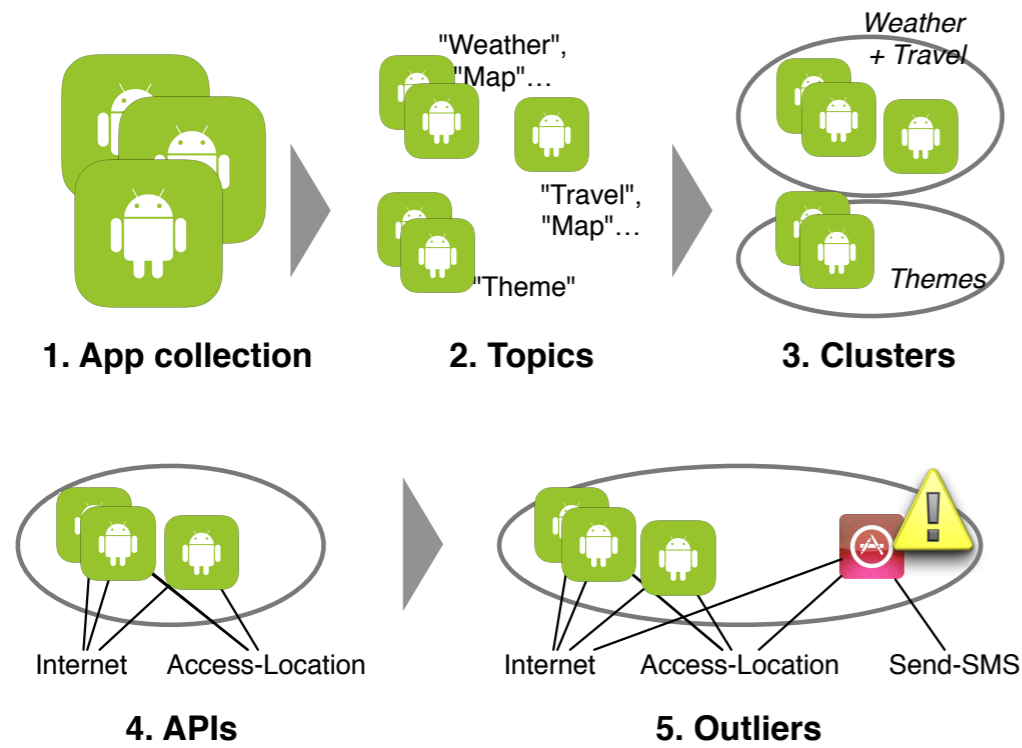 "Weather",
"Map"…
"Travel",
"Map"…
"Theme"
Weather
+ Travel
Themes
1. App collection
2. Topics
3. Clusters
Internet
Access-Location
Internet
Access-Location
Send-SMS
4. APIs
5. Outliers